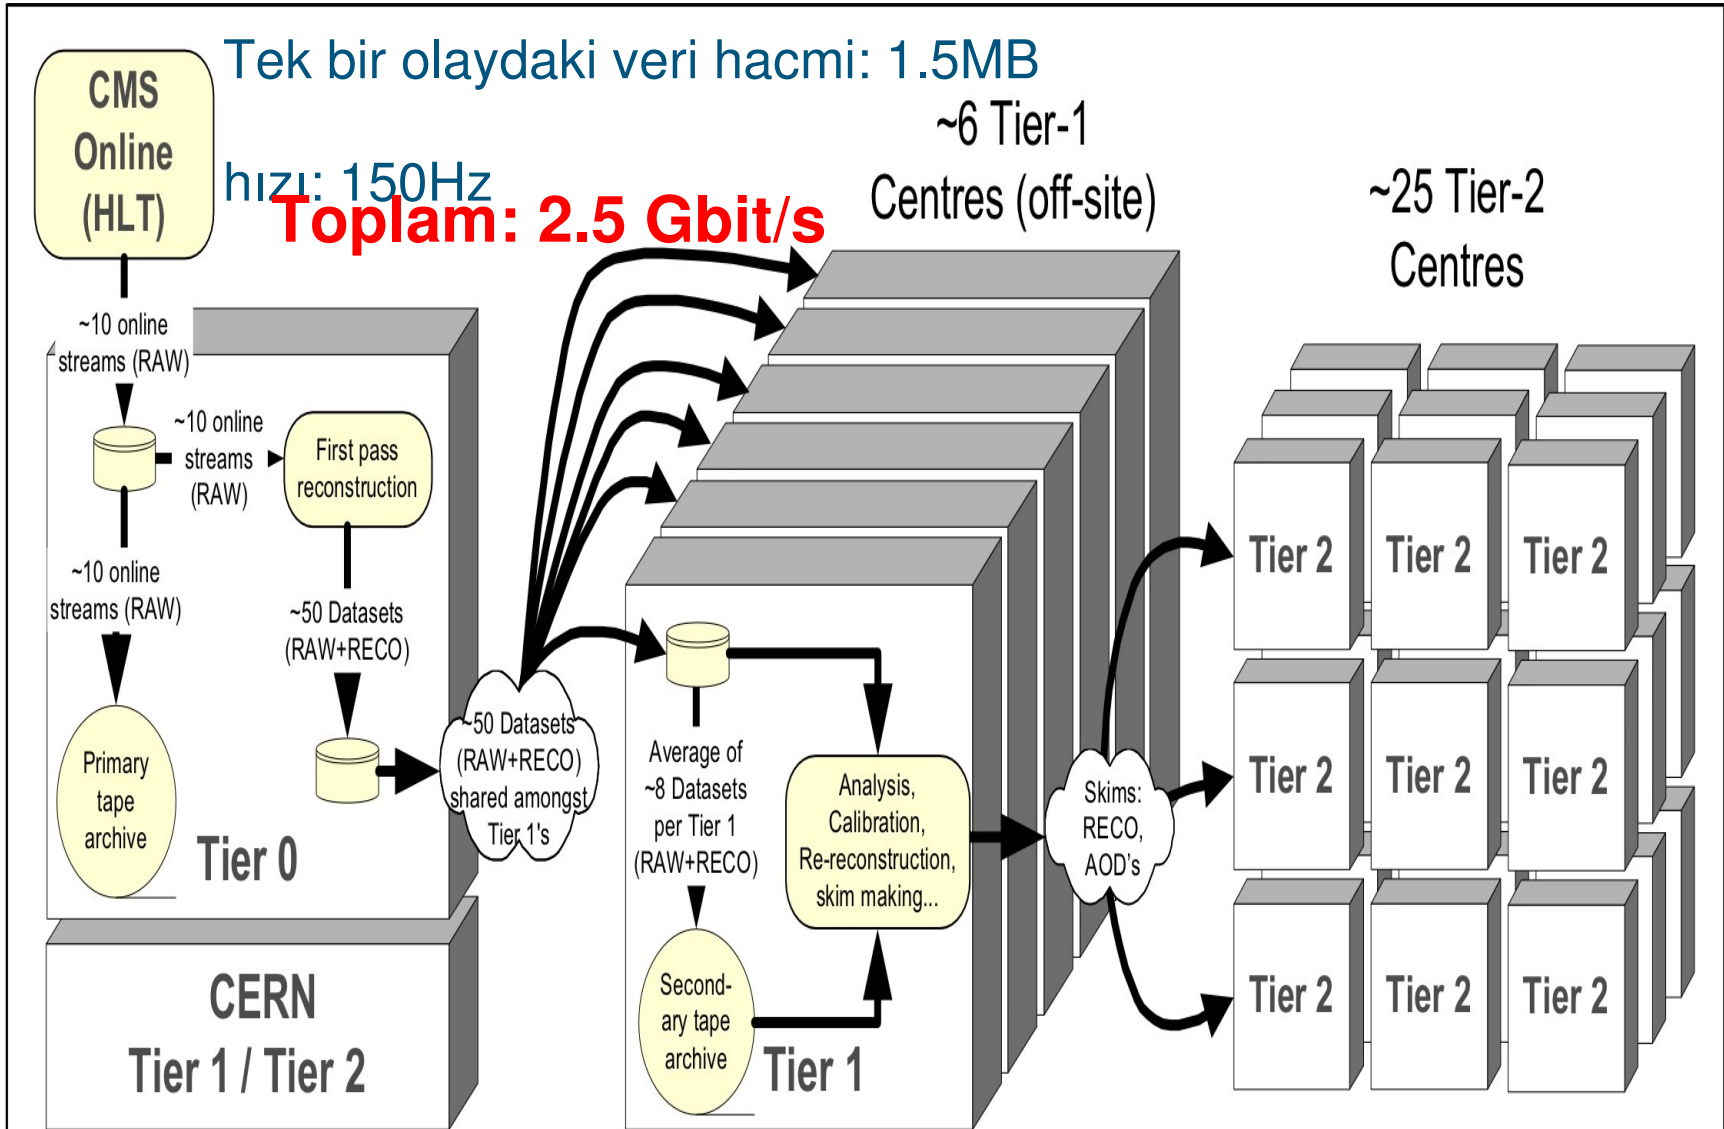 Tek bir olaydaki veri hacmi: 1.5MB
hızı: 150Hz
Toplam: 2.5 Gbit/s
CMS
Online
(HLT)
~6 Tier-1
Centres (off-site)
~25 Tier-2
Centres
~10 online
streams (RAW)
~10 online
streams
(RAW)
First pass
reconstruction
~10 online
streams (RAW)
~50 Datasets
(RAW+RECO)
Primary
tape
archive
Tier 0
CERN
Tier 1 / Tier 2
~50 Datasets
(RAW+RECO)
shared amongst
Tier 1's
Average of
~8 Datasets
per Tier 1
(RAW+RECO)
Analysis,
Calibration,
Re-reconstruction,
skim making...
Second-
ary tape
archive
Tier 1
Skims:
RECO,
AOD's
Tier 2
Tier 2
Tier 2
Tier 2
Tier 2
Tier 2
Tier 2
Tier 2
Tier 2